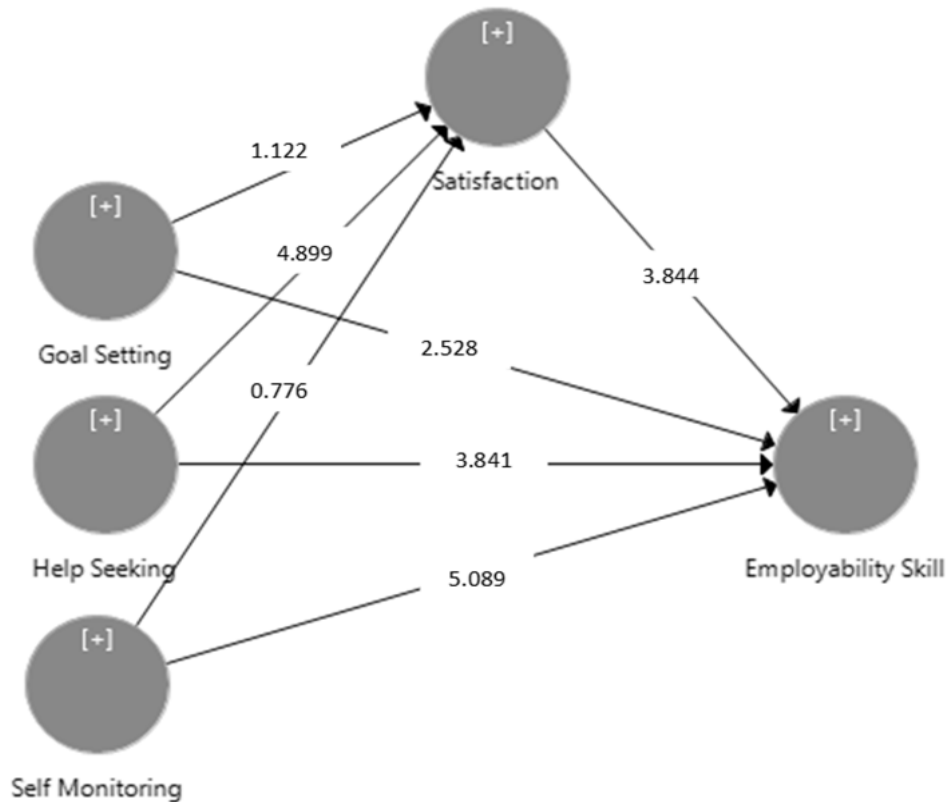 [+]
Satisfaction
1.122
[+]
Goal Setting
4.899
3.844
2.528
0.776
[+]
Help Seeking
3.841
[+]
Employability Skill
5.089
[+]
Self Monitoring